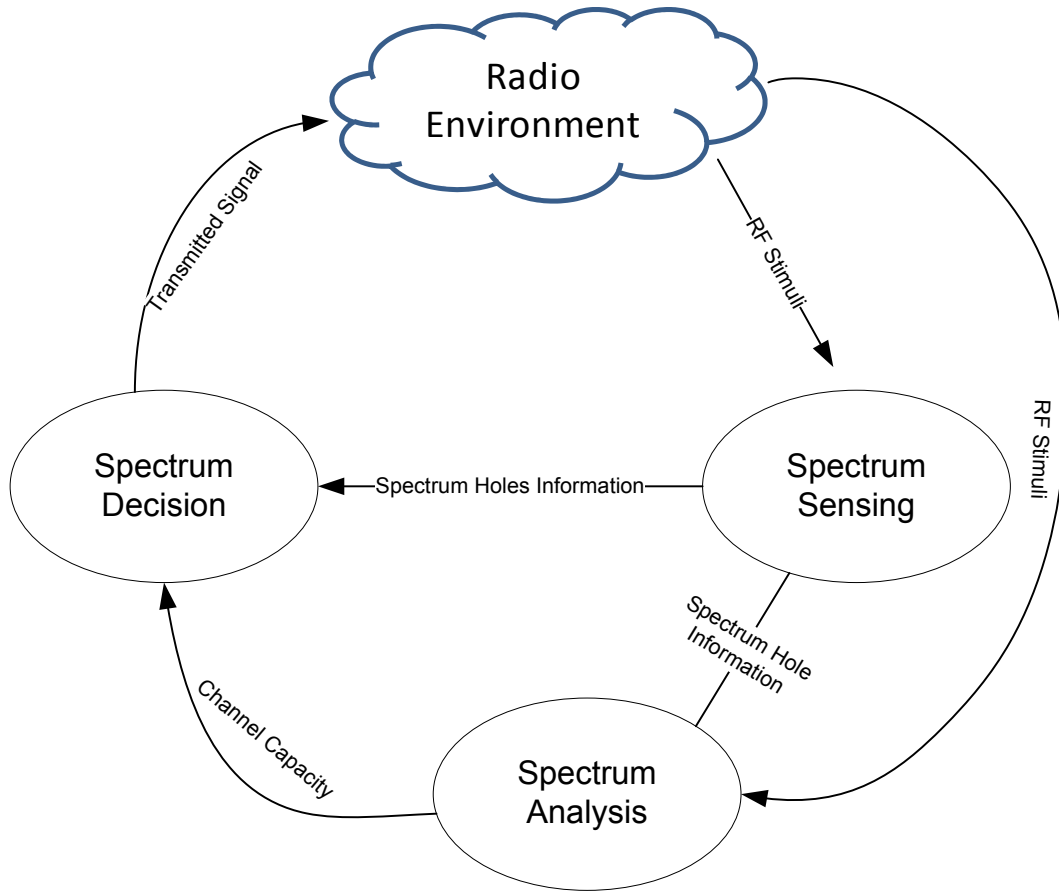 Radio
Environment
Transmitted Signal
RF Stimuli
RF Stimuli
Spectrum
Decision
Spectrum Holes Information
Spectrum
Sensing
Spectrum Hole
Information
Channel Capacity
Spectrum
Analysis